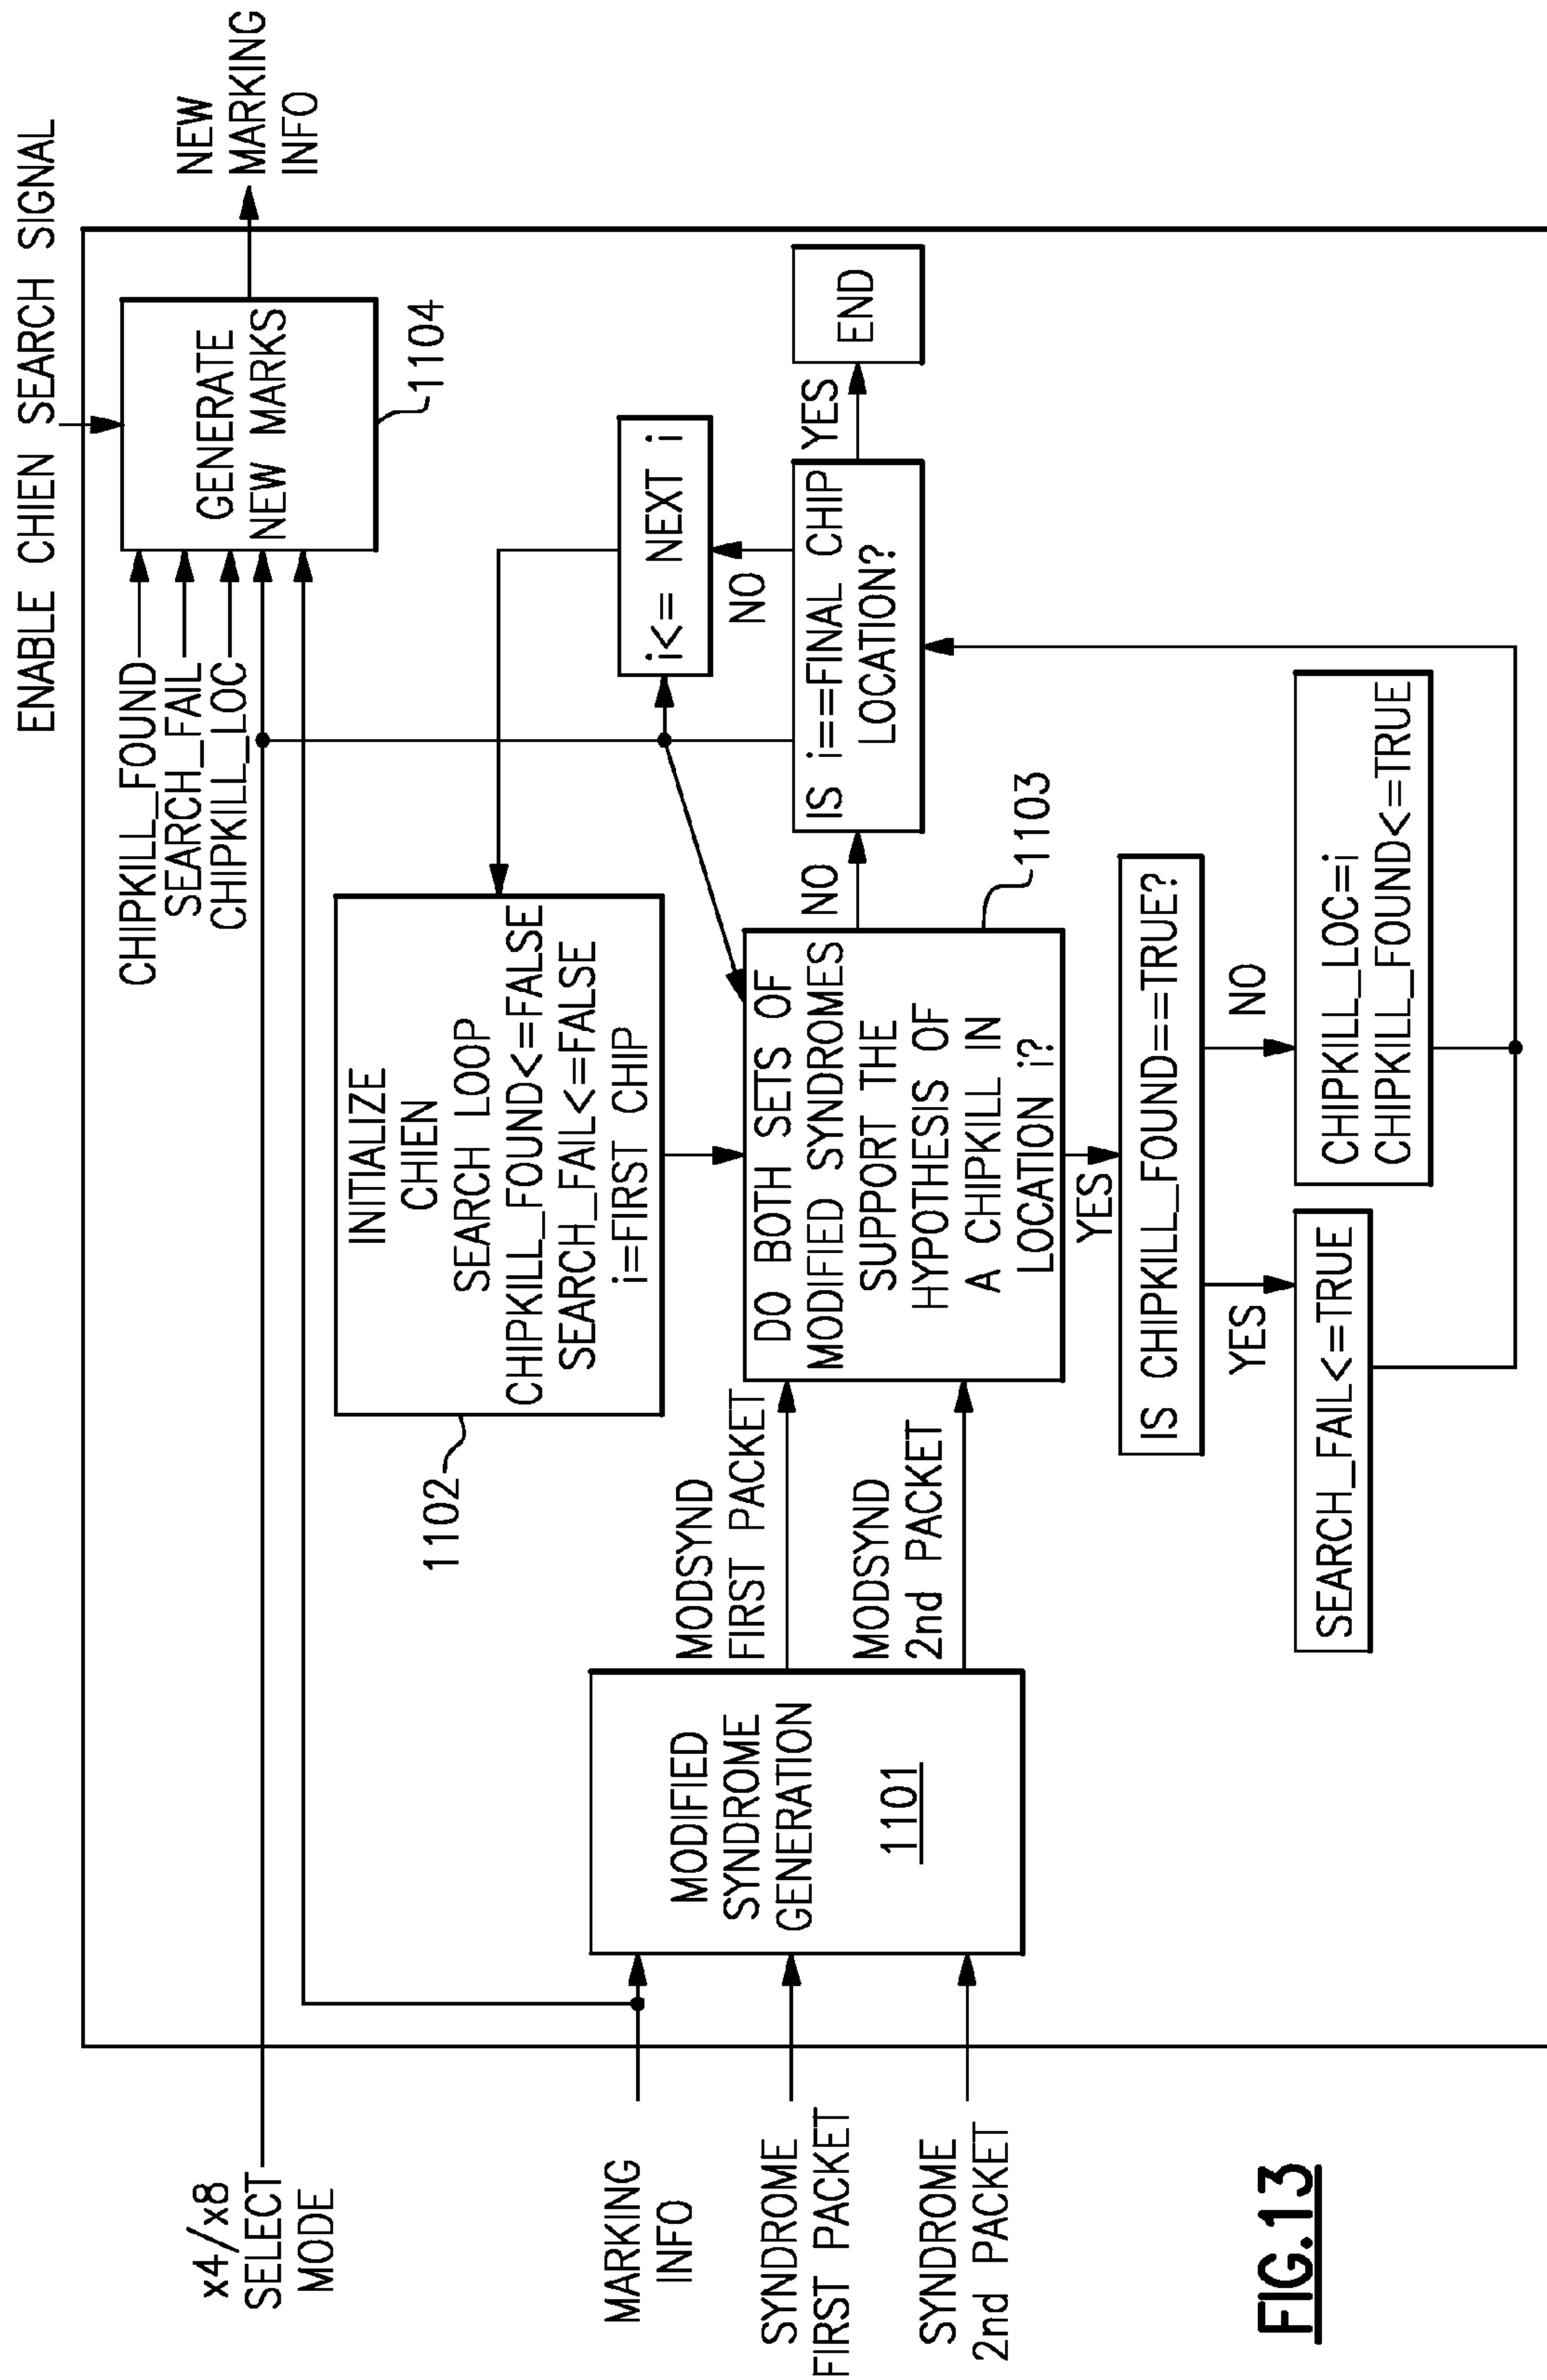 ENABLE CHIEN SEARCH SIGNAL
x4/x8
SELECT
MODE
CHIPKILL_FOUND
SEARCH_FAIL
CHIPKILL_LOC
GENERATE
NEW MARKS
1104
NEW
MARKING
INFO
INITIALIZE
CHIEN
SEARCH LOOP
CHIPKILL_FOUND<=FALSE
SEARCH_FAIL<=FALSE
i=FIRST CHIP
1102
i<= NEXT i
NO
MARKING
INFO
SYNDROME
FIRST PACKET
SYNDROME
2nd PACKET
MODIFIED
SYNDROME
GENERATION
1101
MODSYND
FIRST PACKET
MODSYND
2nd PACKET
DO BOTH SETS OF
MODIFIED SYNDROMES
SUPPORT THE
HYPOTHESIS OF
A CHIPKILL IN
LOCATION i?
1103
NO
IS i==FINAL CHIP
LOCATION?
YES
END
YES
IS CHIPKILL_FOUND==TRUE?
YES
NO
SEARCH_FAIL<=TRUE
CHIPKILL_LOC=i
CHIPKILL_FOUND<=TRUE
FIG.13